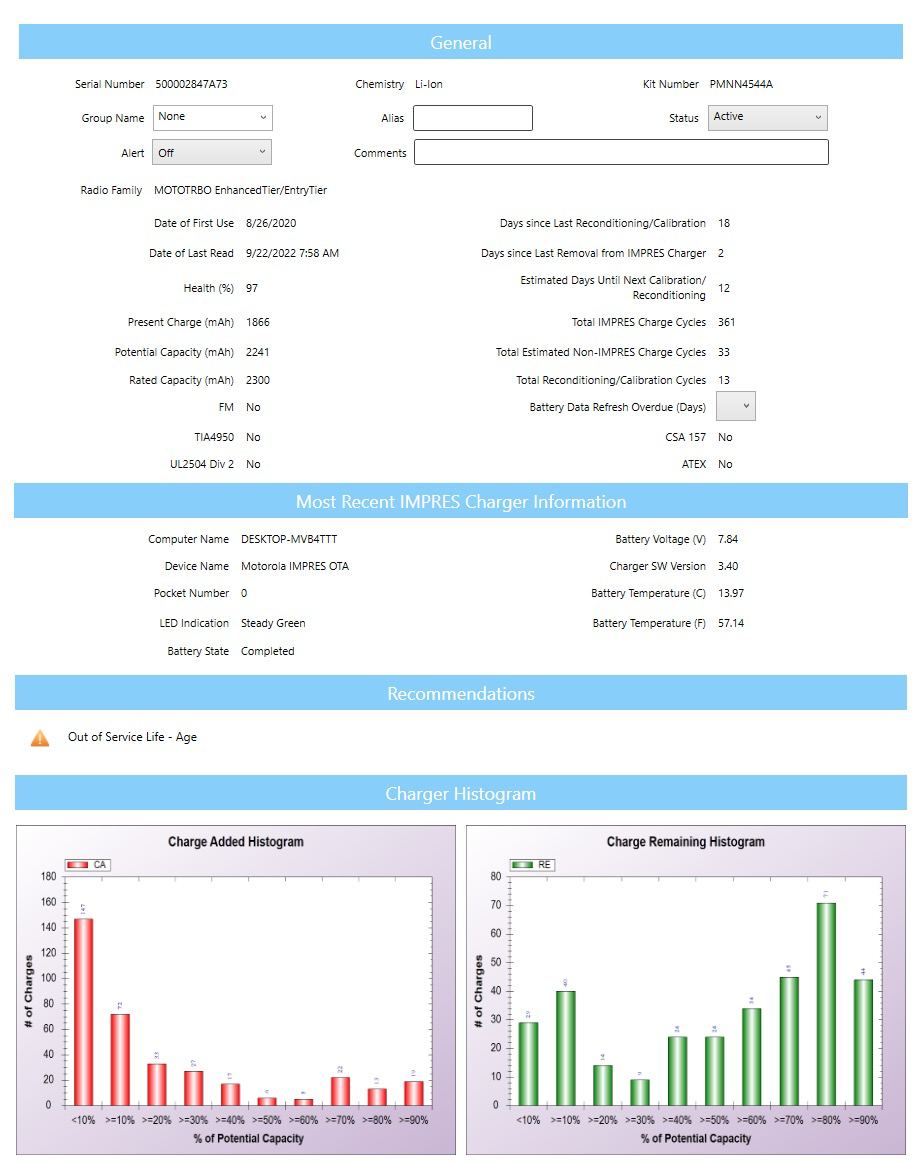 General
Serial Number 500002847A73 Chemistry Li-Ion Kit Number PMNN4544A
Group Name None Alias Status Active
Alert Off Comments
Radio Family MOTOTRBO EnhancedTier/EntryTier
Date of First Use 8/26/2020 Days since Last Reconditioning/Calibration 18
Date of Last Read 9/22/2022 7:58 AM Days since Last Removal from IMPRES Charger 2
Health (%) 97 Estimated Days Until Next Calibration/
Reconditioning 12
Present Charge (mAh) 1866 Total IMPRES Charge Cycles 361
Potential Capacity (mAh) 2241 Total Estimated Non-IMPRES Charge Cycles 33
Rated Capacity (mAh) 2300 Total Reconditioning/Calibration Cycles 13
FM No Battery Data Refresh Overdue (Days)
TIA4950 No CSA 157 No
UL2504 Div 2 No ATEX No
Most Recent IMPRES Charger Information
Computer Name DESKTOP-MVB4TTT Battery Voltage (V) 7.84
Device Name Motorola IMPRES OTA Charger SW Version 3.40
Pocket Number 0 Battery Temperature (C) 13.97
LED Indication Steady Green Battery Temperature (F) 57.14
Battery State Completed
Recommendations
Out of Service Life - Age
Charger Histogram
Charge Added Histogram
CA
180
160
140
120
100
80
60
40
20
0
# of Charges
147
72
33
27
17
22
13
19
<10% >=10% >=20% >=30% >=40% >=50% >=60% >=70% >=80% >=90%
% of Potential Capacity
Charge Remaining Histogram
RE
80
70
60
50
40
30
20
10
0
# of Charges
29
40
14
9
24
24
34
45
71
44
<10% >=10% >=20% >=30% >=40% >=50% >=60% >=70% >=80% >=90%
% of Potential Capacity